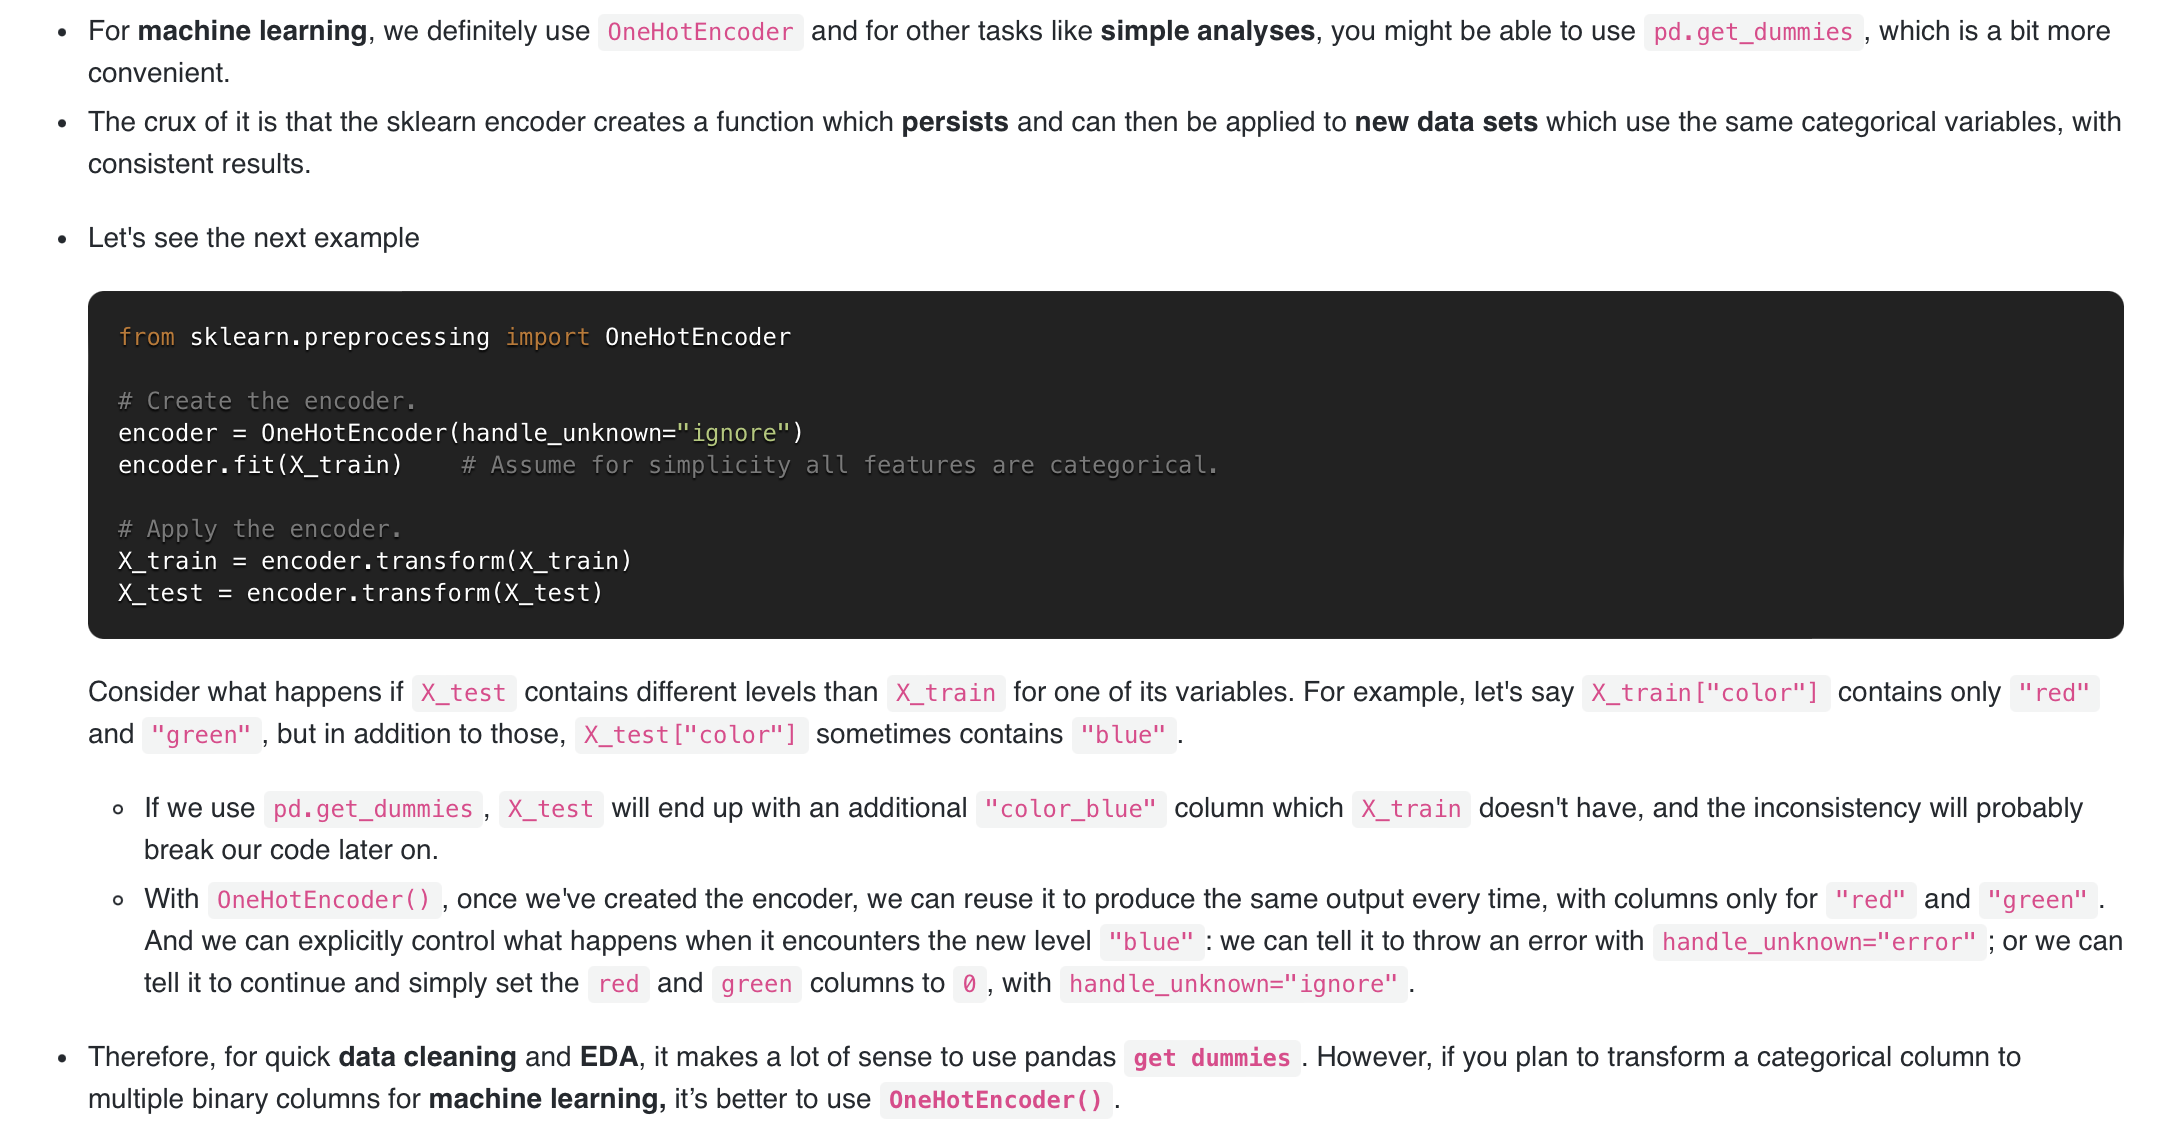 • For machine learning, we definitely use OneHotEncoder and for other tasks like simple analyses, you might be able to use pd.get_dummies , which is a bit more
convenient.
• The crux of it is that the sklearn encoder creates a function which persists and can then be applied to new data sets which use the same categorical variables, with
consistent results.
• Let's see the next example
from sklearn.preprocessing import OneHotEncoder
# Create the encoder.
encoder = OneHotEncoder(handle_unknown="ignore")
encoder.fit(X_train)    # Assume for simplicity all features are categorical.
# Apply the encoder.
X_train = encoder.transform(X_train)
X_test = encoder.transform(X_test)
Consider what happens if X_test contains different levels than X_train for one of its variables. For example, let's say X_train["color"] contains only "red"
and "green" , but in addition to those, X_test["color"] sometimes contains "blue" .
◦ If we use pd.get_dummies , X_test will end up with an additional "color_blue" column which X_train doesn't have, and the inconsistency will probably
break our code later on.
◦ With OneHotEncoder() , once we've created the encoder, we can reuse it to produce the same output every time, with columns only for "red" and "green" .
And we can explicitly control what happens when it encounters the new level "blue" : we can tell it to throw an error with handle_unknown="error" ; or we can
tell it to continue and simply set the red and green columns to 0 , with handle_unknown="ignore" .
• Therefore, for quick data cleaning and EDA, it makes a lot of sense to use pandas get dummies . However, if you plan to transform a categorical column to
multiple binary columns for machine learning, it’s better to use OneHotEncoder() .